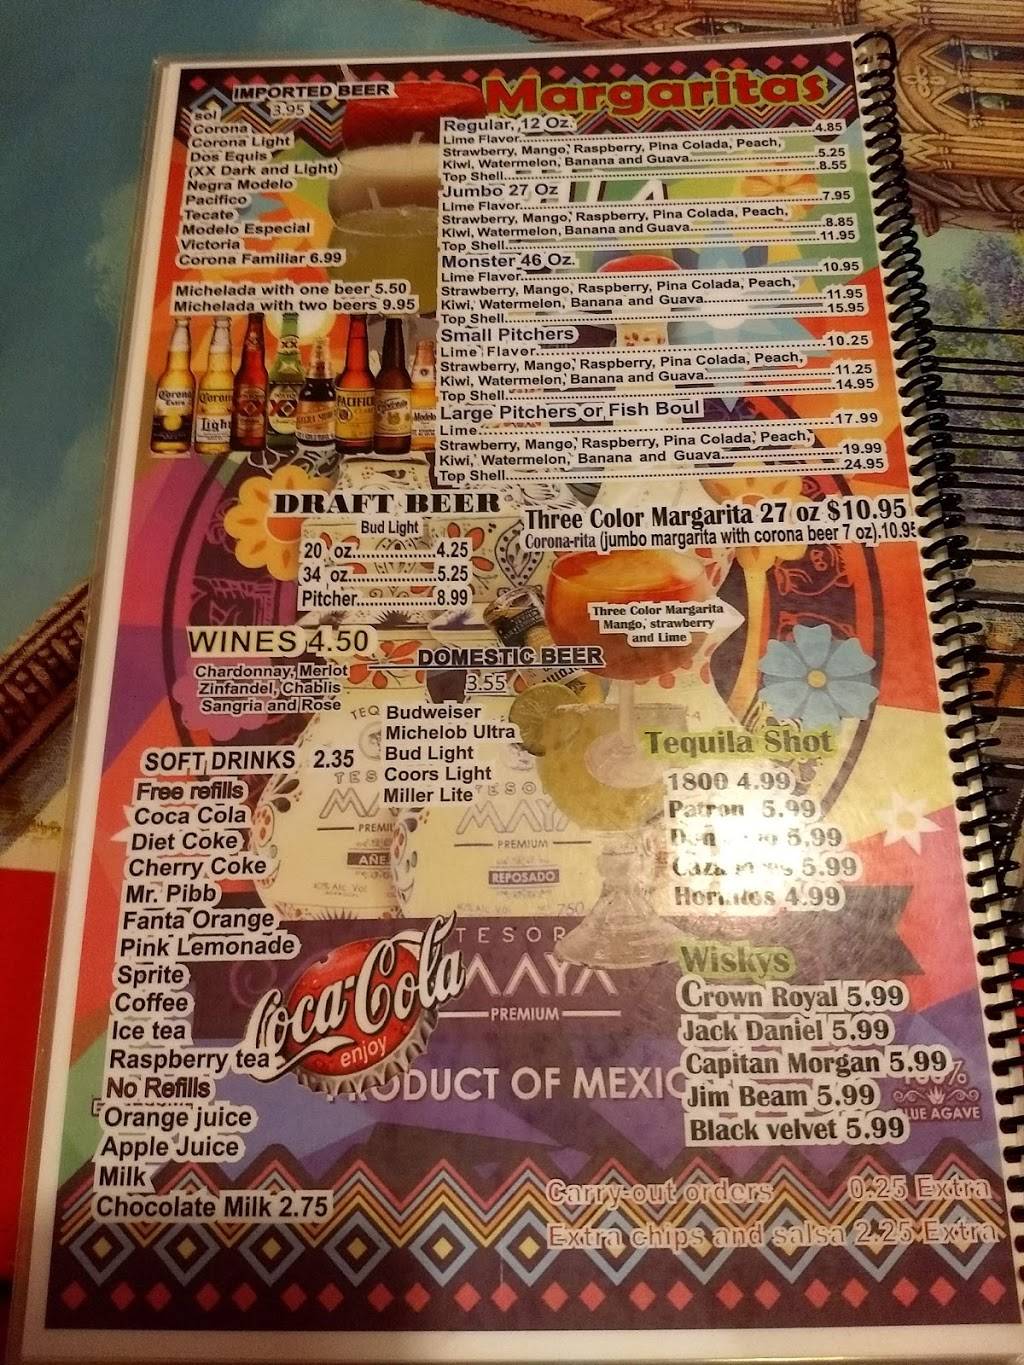 IMPORTED BEER
3.95
sol
Corona
Corona Light
Dos Equis
(XX Dark and Light)
Negra Modelo
Pacifico
Tecate
Modelo Especial
Victoria
Corona Familiar 6.99
Michelada with one beer 5.50
Michelada with two beers 9.95
Margaritas
Regular, 12 Oz.
Lime Flavor...4.85
Strawberry, Mango, Raspberry, Pina Colada, Peach,
Kiwi, Watermelon, Banana and Guava...5.25
Top Shell...8.55
Jumbo 27 Oz
Lime Flavor...7.95
Strawberry, Mango, Raspberry, Pina Colada, Peach,
Kiwi, Watermelon, Banana and Guava...8.85
Top Shell...11.95
Monster 46 Oz.
Lime Flavor...10.95
Strawberry, Mango, Raspberry, Pina Colada, Peach,
Kiwi, Watermelon, Banana and Guava...11.95
Top Shell...15.95
Small Pitchers
Lime Flavor...10.25
Strawberry, Mango, Raspberry, Pina Colada, Peach,
Kiwi, Watermelon, Banana and Guava...11.25
Top Shell...14.95
Large Pitchers or Fish Boul
Lime...17.99
Strawberry, Mango, Raspberry, Pina Colada, Peach,
Kiwi, Watermelon, Banana and Guava...19.99
Top Shell...24.95
Three Color Margarita 27 oz $10.95
Corona-rita (jumbo margarita with corona beer 7 oz).10.95
DRAFT BEER
Bud Light
20 oz...4.25
34 oz...5.25
Pitcher...8.99
Three Color Margarita
Mango, strawberry
and Lime
WINES 4.50
Chardonnay, Merlot
Zinfandel, Chablis
Sangria and Rose
DOMESTIC BEER
3.55
Budweiser
Michelob Ultra
Bud Light
Coors Light
Miller Lite
SOFT DRINKS 2.35
Free refills
Coca Cola
Diet Coke
Cherry Coke
Mr. Pibb
Fanta Orange
Pink Lemonade
Sprite
Coffee
Ice tea
Raspberry tea
No Refills
Orange juice
Apple Juice
Milk
Chocolate Milk 2.75
Coca-Cola
enjoy
PREMIUM
REPOSADO
750
MAYA
PREMIUM
PRODUCT OF MEXIC
Tequila Shot
1800 4.99
Patron 5.99
5.99
5.99
4.99
Wiskys
Crown Royal 5.99
Jack Daniel 5.99
Capitan Morgan 5.99
Jim Beam 5.99
Black velvet 5.99
100%
BLUE AGAVE
Carry-out orders 0.25 Extra
Extra chips and salsa 2.25 Extra